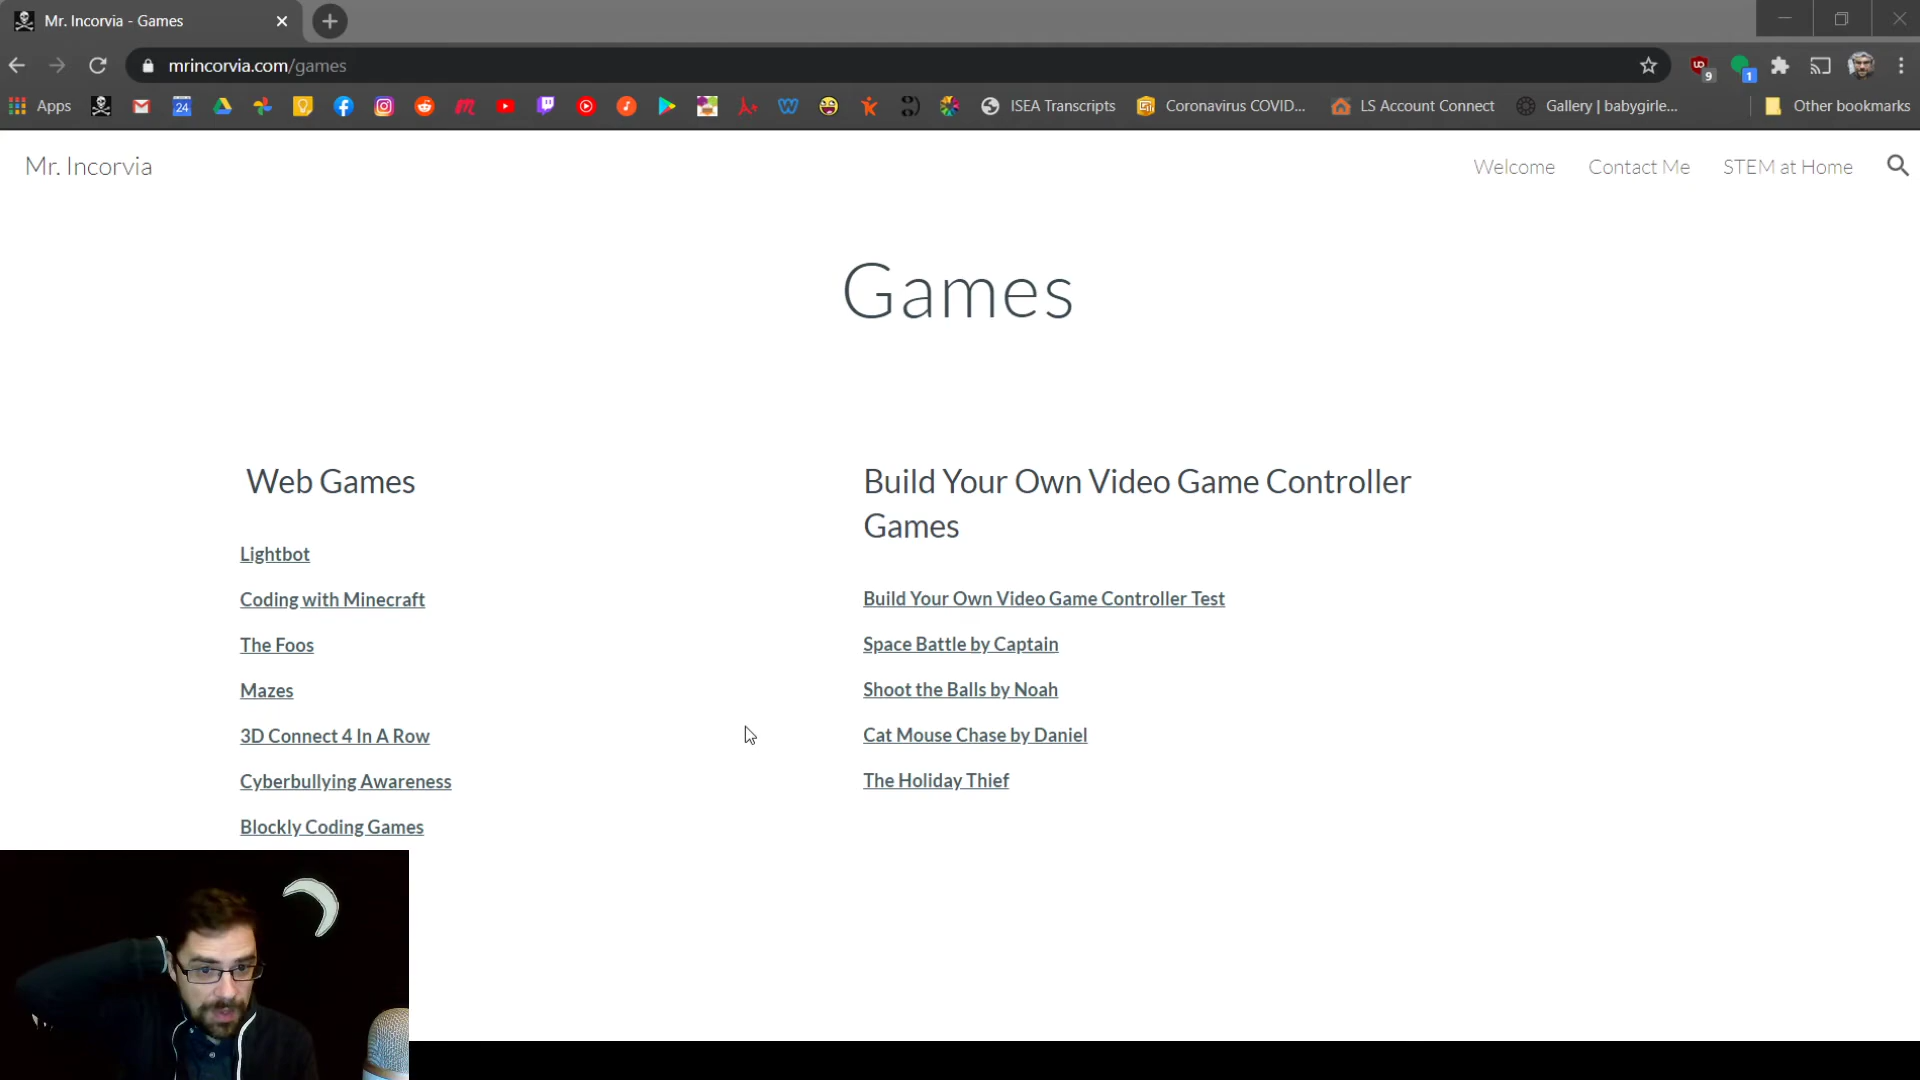 Mr. Incorvia - Games
mrincorvia.com/games
9
1
Apps
24
ISEA Transcripts
Coronavirus COVID...
LS Account Connect
Gallery | babygirle...
Other bookmarks
Mr. Incorvia
Welcome
Contact Me
STEM at Home
Games
Web Games
Lightbot
Coding with Minecraft
The Foos
Mazes
3D Connect 4 In A Row
Cyberbullying Awareness
Blockly Coding Games
Build Your Own Video Game Controller
Games
Build Your Own Video Game Controller Test
Space Battle by Captain
Shoot the Balls by Noah
Cat Mouse Chase by Daniel
The Holiday Thief